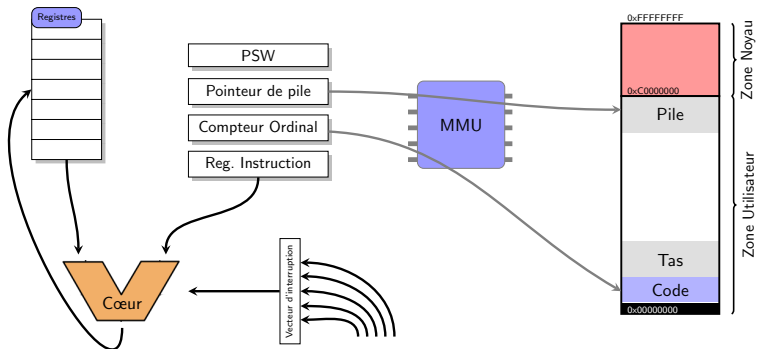 Registres
PSW
Pointeur de pile
Compteur Ordinal
Reg. Instruction
Cœur
Vecteur d'interruption
MMU
0xFFFFFFFF
0xC0000000
Pile
Tas
Code
0x00000000
Zone Noyau
Zone Utilisateur